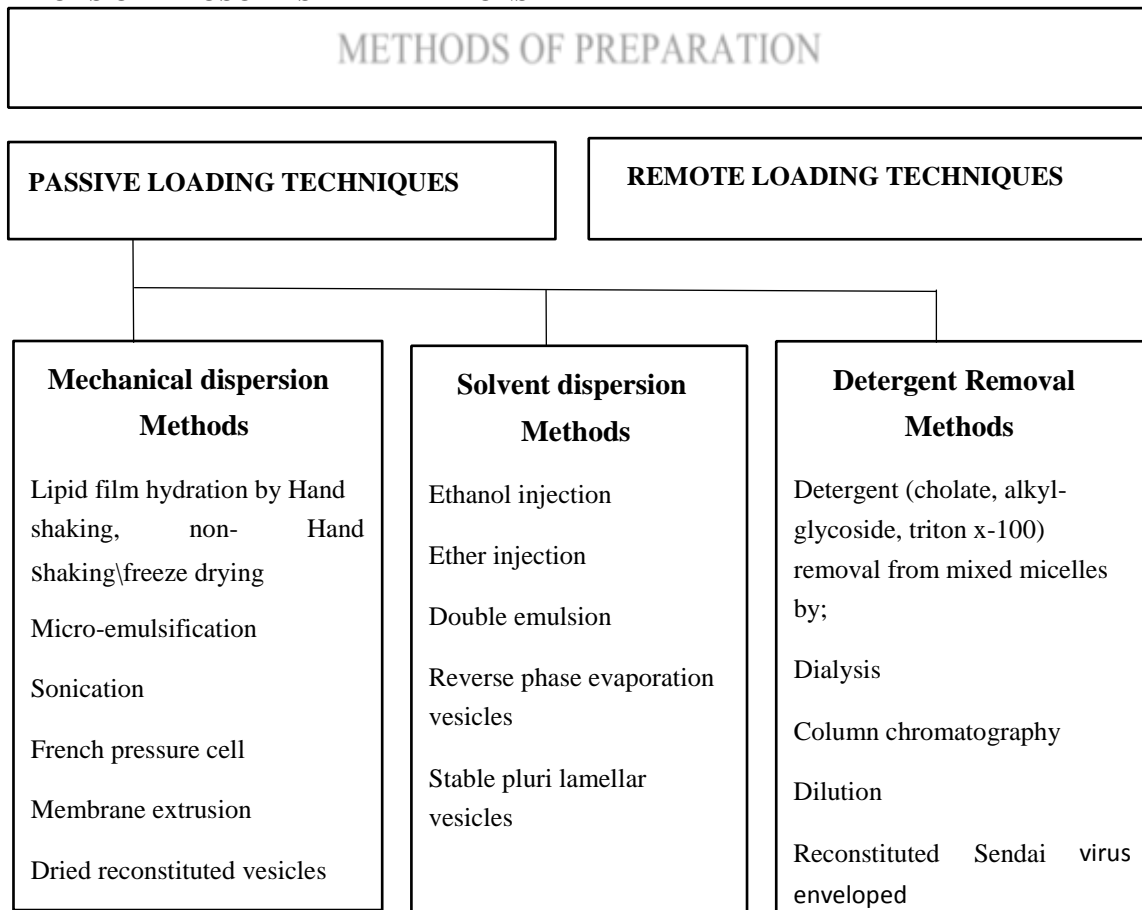 METHODS OF PREPARATION
PASSIVE LOADING TECHNIQUES
REMOTE LOADING TECHNIQUES
Mechanical dispersion
Methods
Lipid film hydration by Hand
shaking, non- Hand
shaking\freeze drying
Micro-emulsification
Sonication
French pressure cell
Membrane extrusion
Dried reconstituted vesicles
Solvent dispersion
Methods
Ethanol injection
Ether injection
Double emulsion
Reverse phase evaporation
vesicles
Stable pluri lamellar
vesicles
Detergent Removal
Methods
Detergent (cholate, alkyl-
glycoside, triton x-100)
removal from mixed micelles
by;
Dialysis
Column chromatography
Dilution
Reconstituted Sendai virus
enveloped